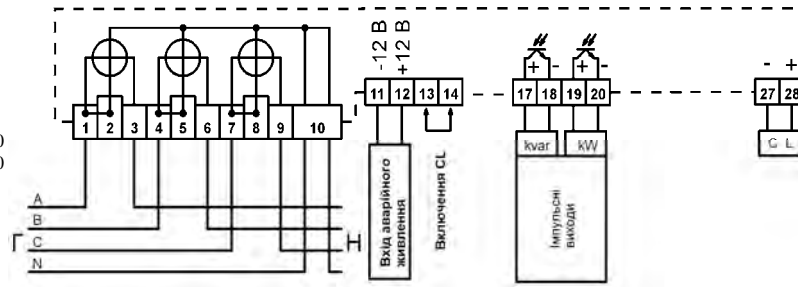 -12 В
+12 В
+ - + -
- +
1 2 3 4 5 6 7 8 9 10
11 12 13 14
17 18 19 20
27 28
kvar kW
C L
A
B
C
N
Г
Н
Вхід аварійного
живлення
Включення CL
Імпульсні
виходи
)
)